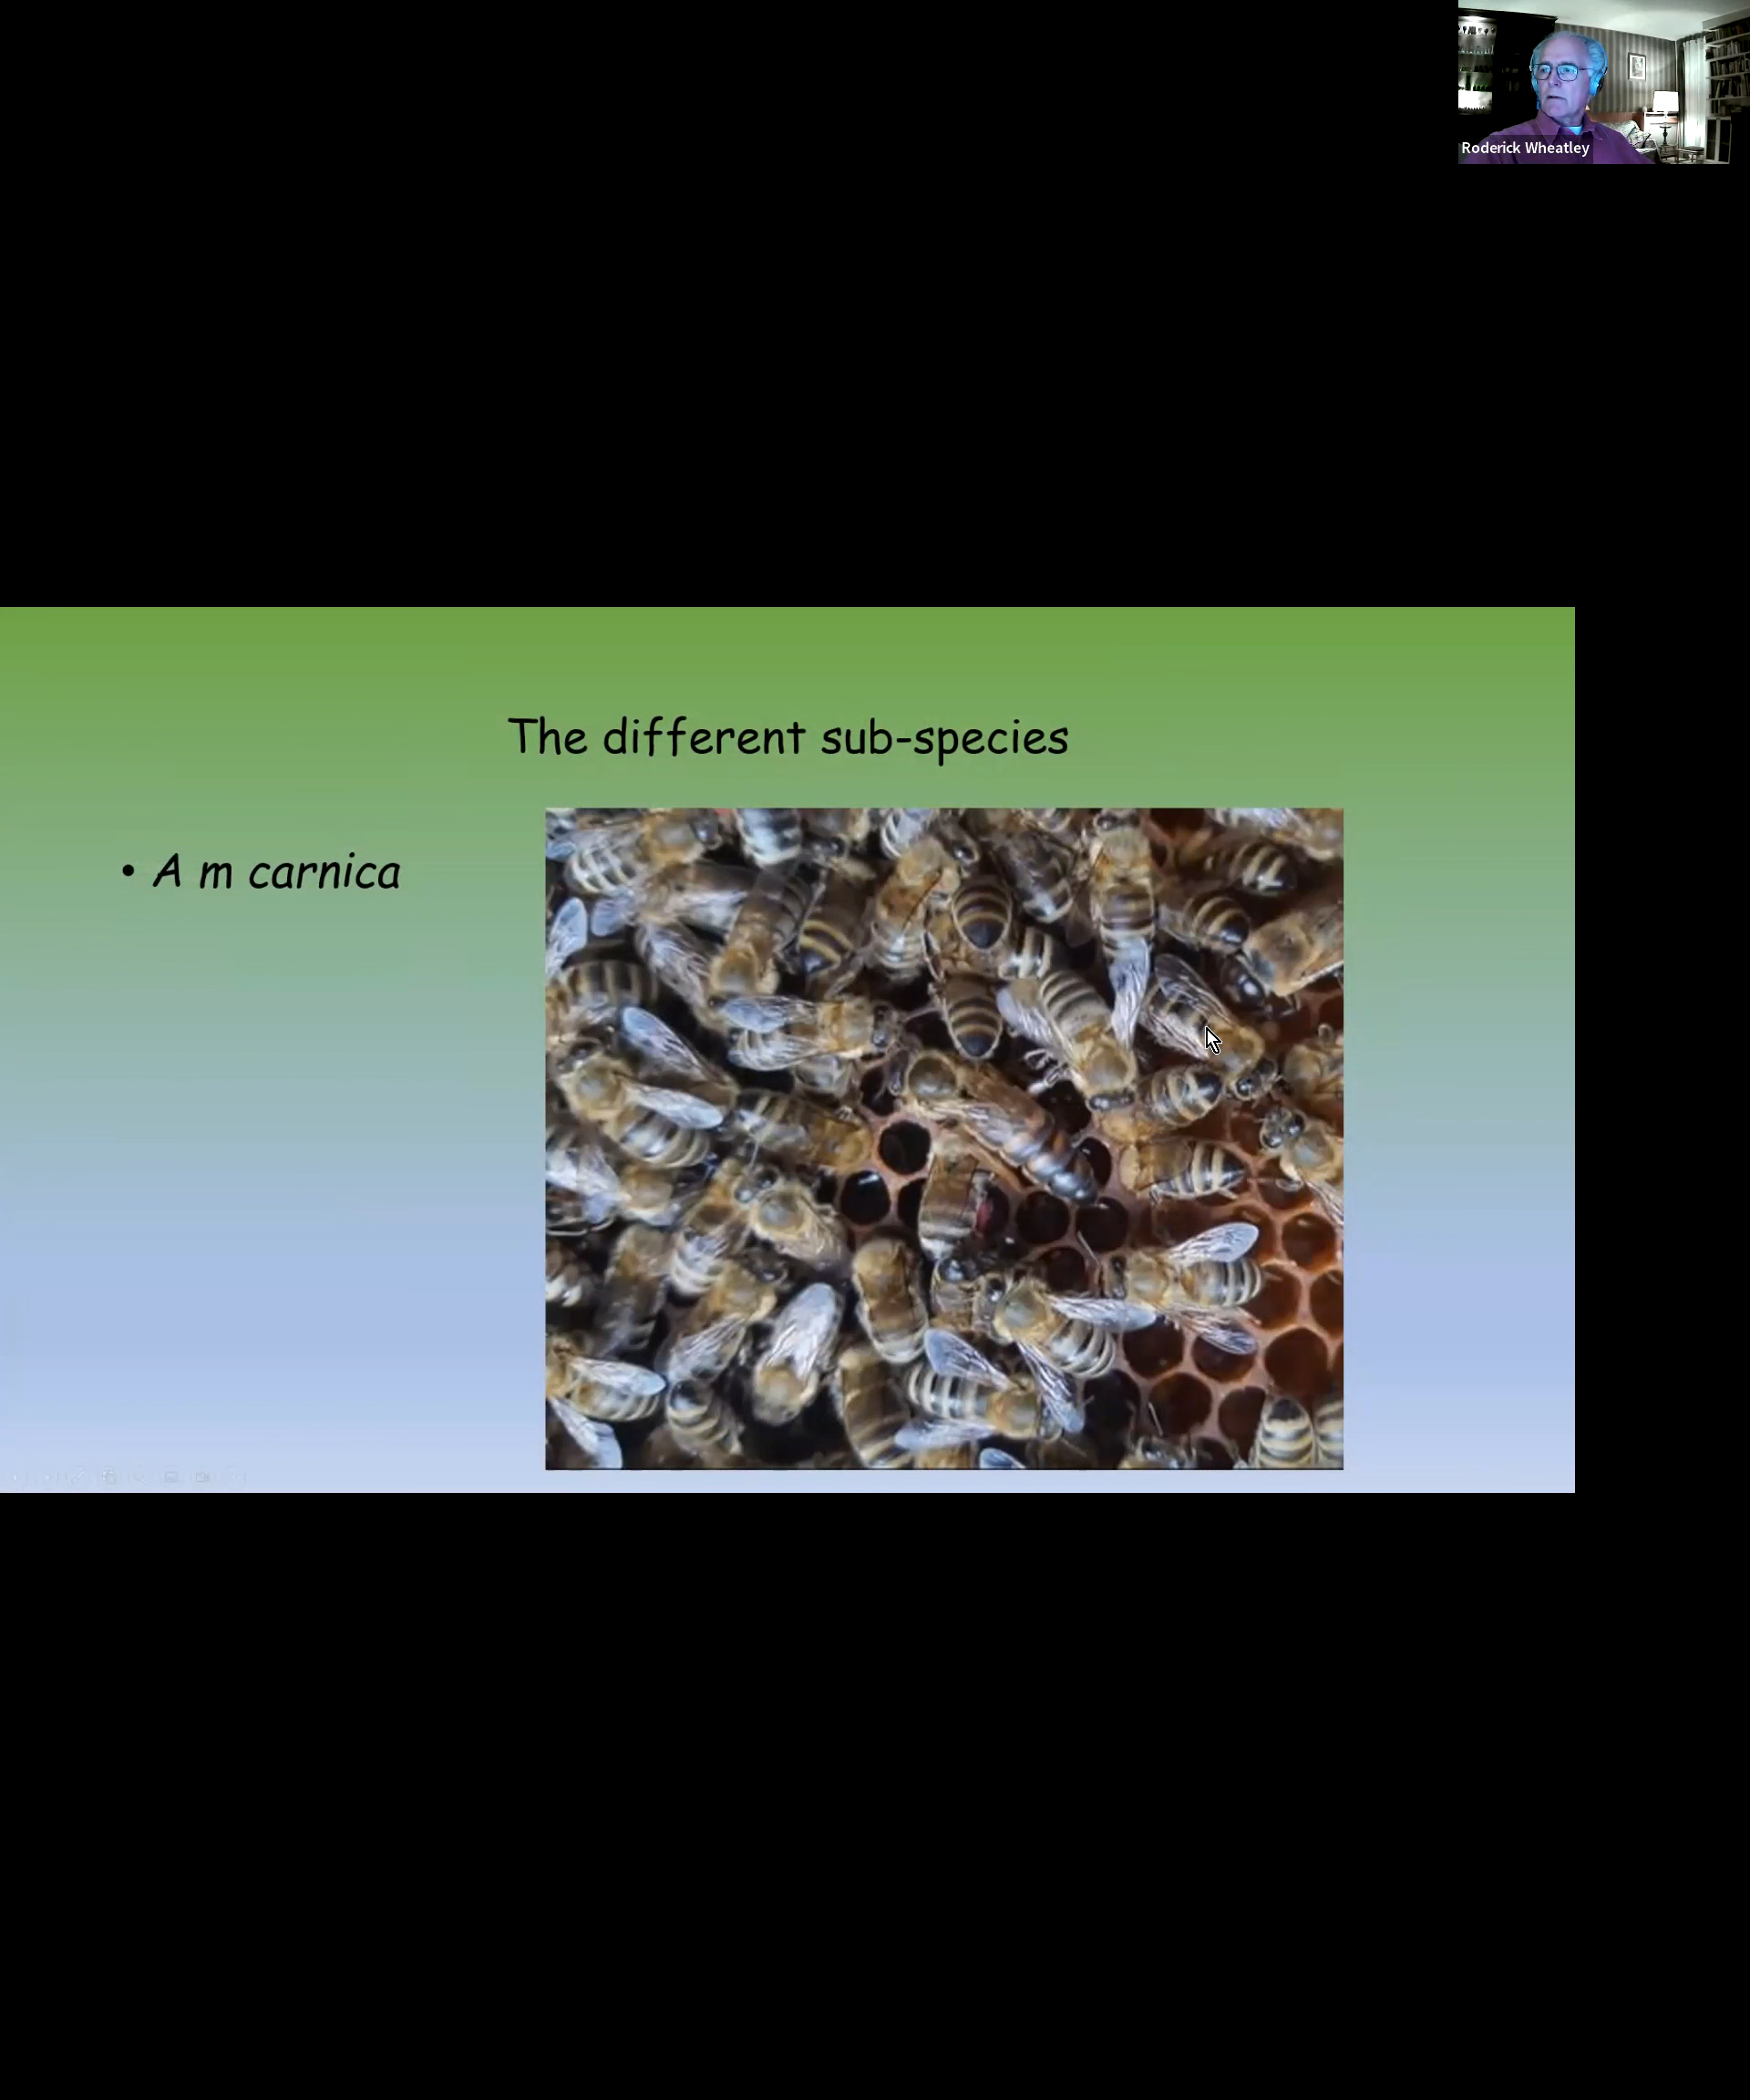 Roderick Wheatley
The different sub-species
• A m carnica